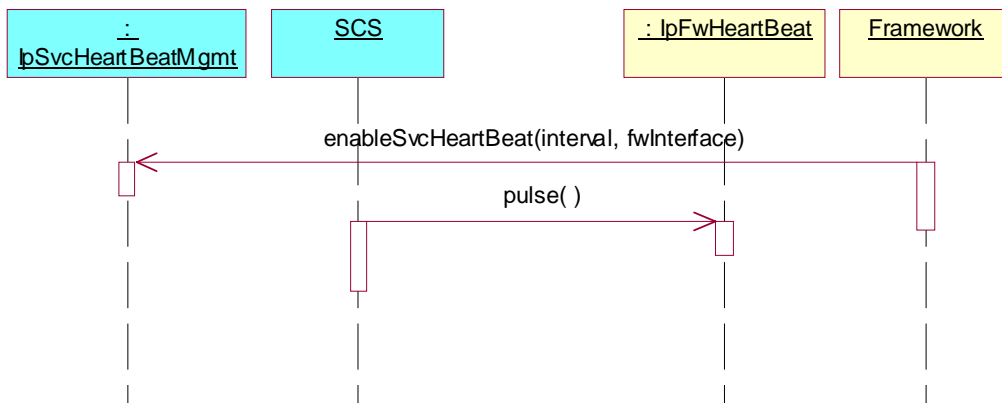 :
IpSvcHeartBeatMgmt
SCS
: IpFwHeartBeat
Framework
enableSvcHeartBeat(interval, fwInterface)
pulse( )